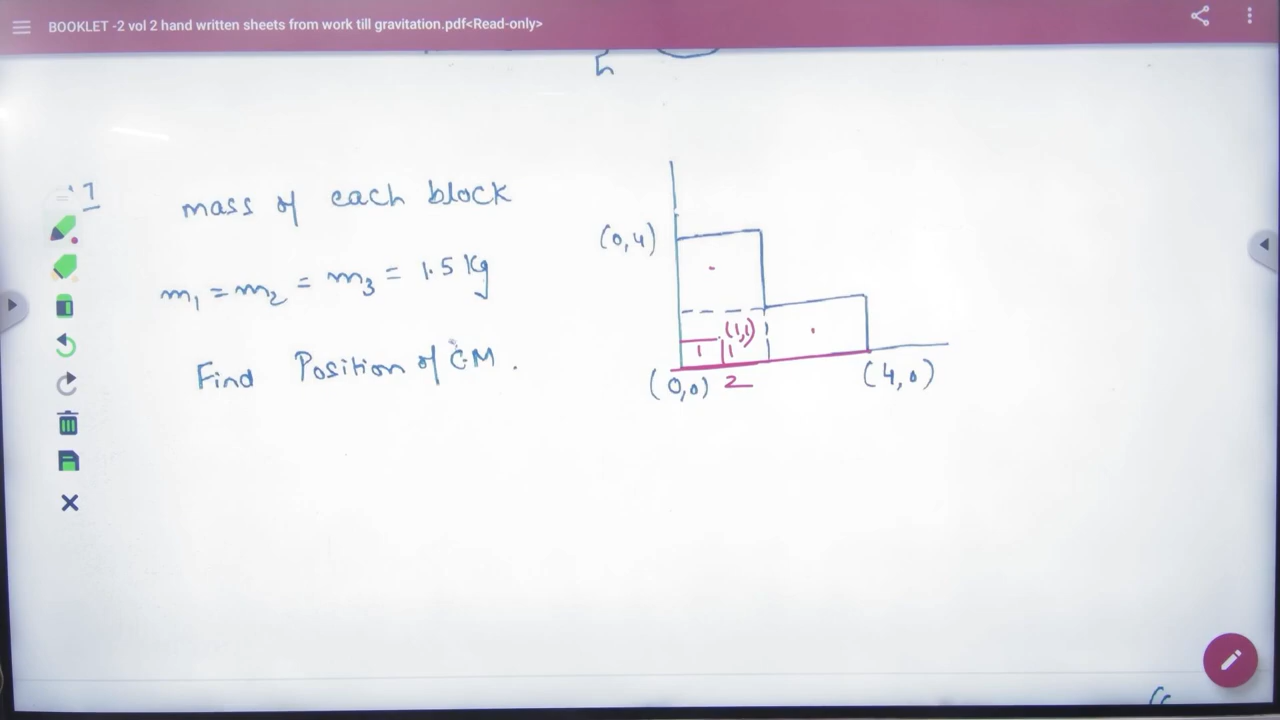 BOOKLET -2 vol 2 hand written sheets from work till gravitation.pdf<Read-only>
h
7
mass of each block
m1 = m2 = m3 = 1.5 Kg
Find Position of C.M.
(0,4)
(1,1)
1
1
(0,0)
2
(4,0)